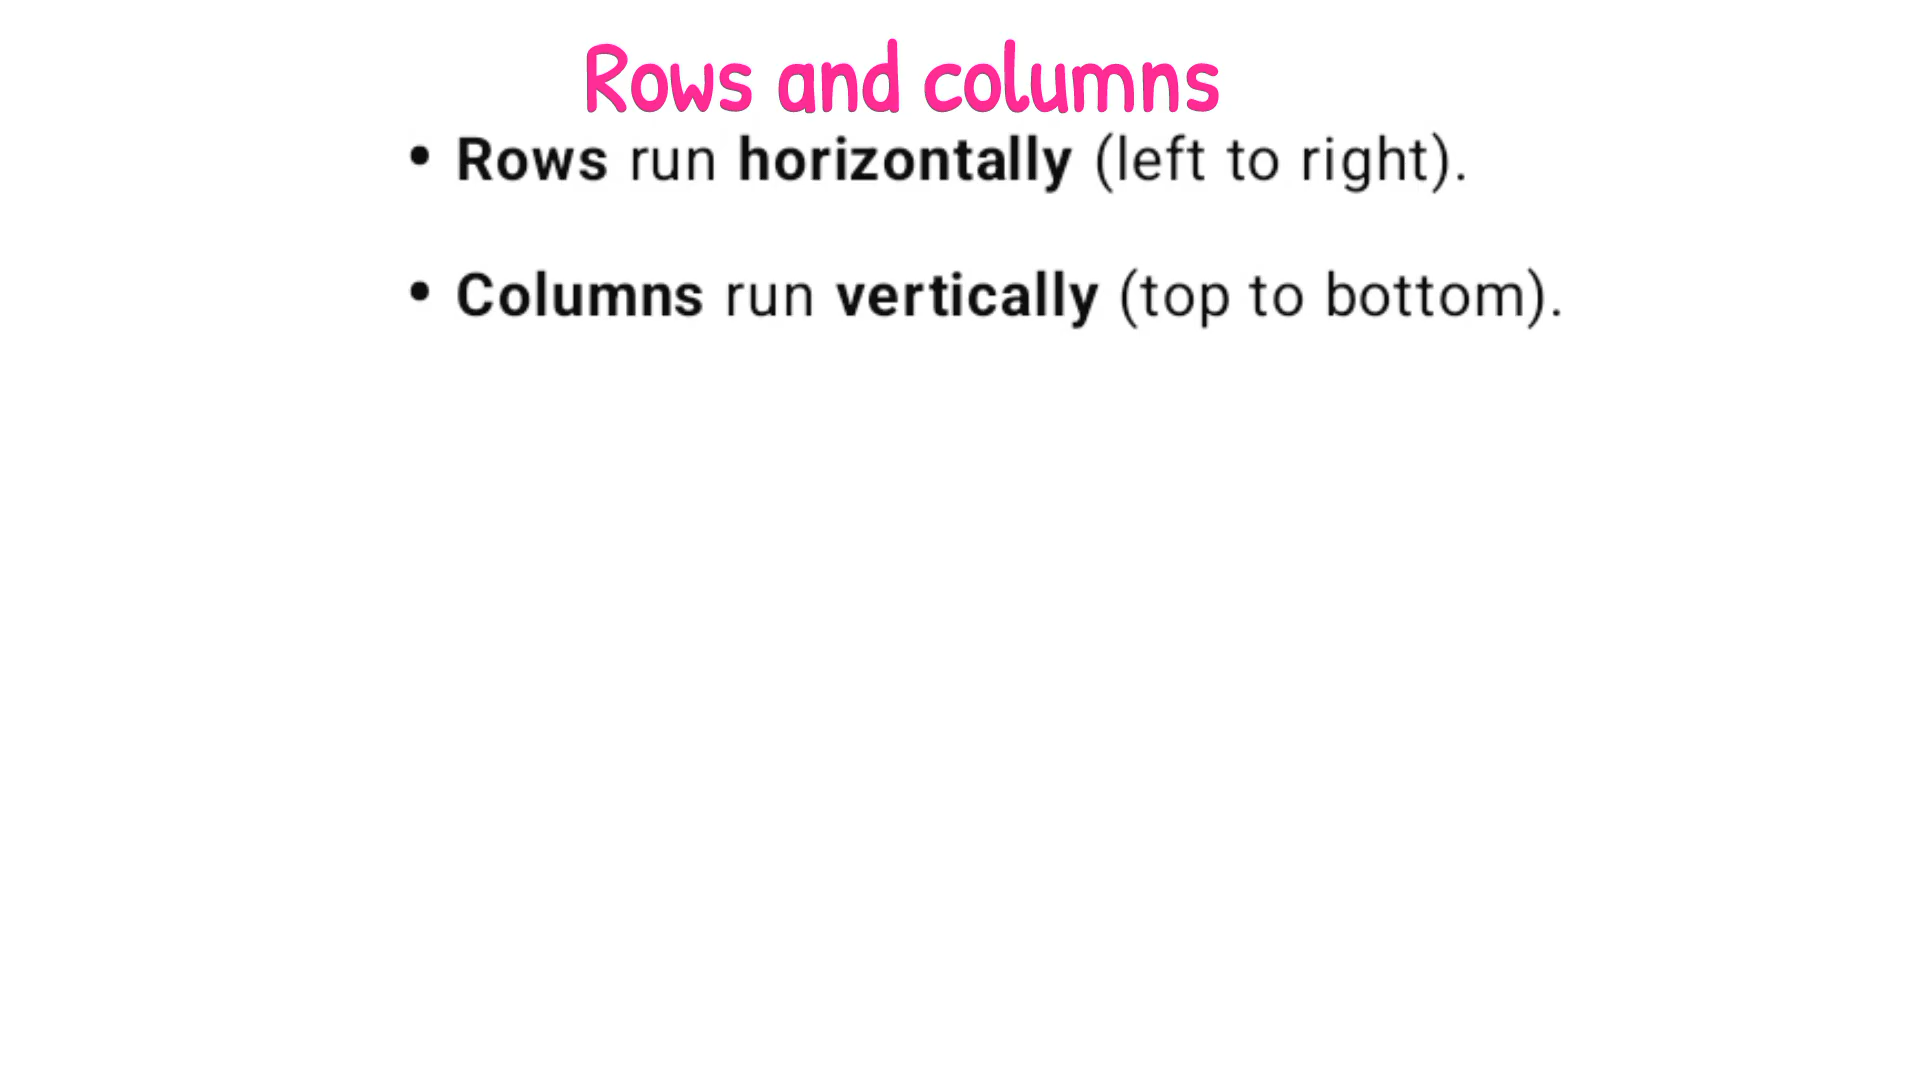 Rows and columns
• Rows run horizontally (left to right).
• Columns run vertically (top to bottom).